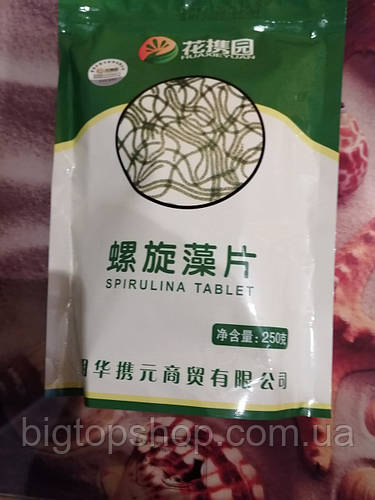 花携园
HUAXIEYUAN
螺旋藻片
SPIRULINA TABLET
净含量：250克
华携元商贸有限公司
bigtopshop.com.ua